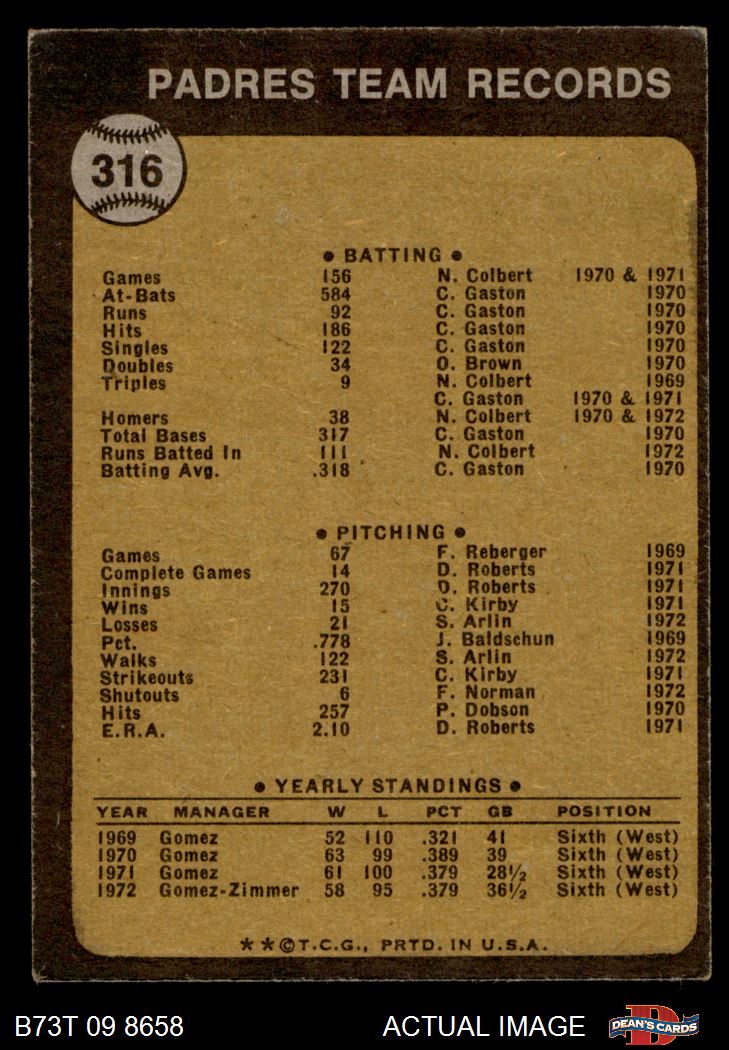 PADRES TEAM RECORDS
316
● BATTING ●
Games 156 N. Colbert 1970 & 1971
At-Bats 584 C. Gaston 1970
Runs 92 C. Gaston 1970
Hits 186 C. Gaston 1970
Singles 122 C. Gaston 1970
Doubles 34 O. Brown 1970
Triples 9 N. Colbert 1969
C. Gaston 1970 & 1971
Homers 38 N. Colbert 1970 & 1972
Total Bases 317 C. Gaston 1970
Runs Batted In 111 N. Colbert 1972
Batting Avg. .318 C. Gaston 1970
● PITCHING ●
Games 67 F. Reberger 1969
Complete Games 14 D. Roberts 1971
Innings 270 D. Roberts 1971
Wins 15 C. Kirby 1971
Losses 21 S. Arlin 1972
Pct. .778 J. Baldschun 1969
Walks 122 S. Arlin 1972
Strikeouts 231 C. Kirby 1971
Shutouts 6 F. Norman 1972
Hits 257 P. Dobson 1970
E.R.A. 2.10 D. Roberts 1971
● YEARLY STANDINGS ●
YEAR MANAGER W L PCT GB POSITION
1969 Gomez 52 110 .321 41 Sixth (West)
1970 Gomez 63 99 .389 39 Sixth (West)
1971 Gomez 61 100 .379 28½ Sixth (West)
1972 Gomez-Zimmer 58 95 .379 36½ Sixth (West)
★★©T.C.G., PRTD. IN U.S.A.
B73T 09 8658 ACTUAL IMAGE DEAN'S CARDS